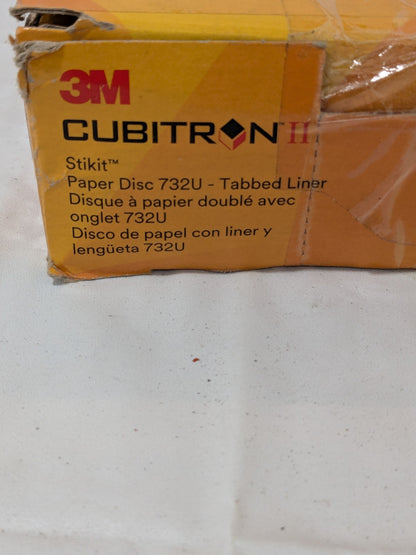 3M
CUBITRON II
Stikit™
Paper Disc 732U - Tabbed Liner
Disque à papier doublé avec
onglet 732U
Disco de papel con liner y
lengüeta 732U